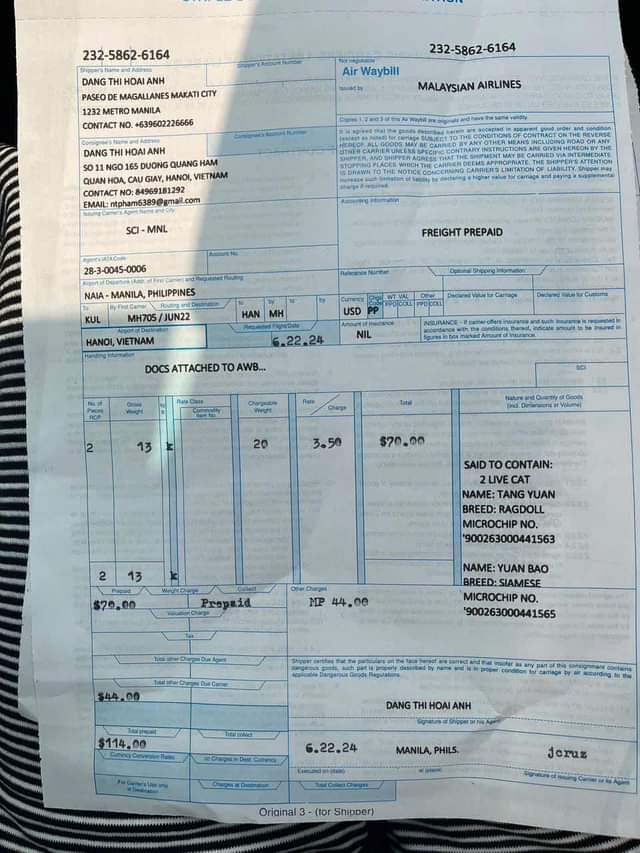 232-5862-6164
232-5862-6164
Shipper's Name and Address
Shipper's Account Number
DANG THI HOAI ANH
PASEO DE MAGALLANES MAKATI CITY
1232 METRO MANILA
CONTACT NO. +639602226666
Not negotiable
Air Waybill
Issued by
MALAYSIAN AIRLINES
Copies 1, 2 and 3 of this Air Waybill are originals and have the same validity.
Consignee's Name and Address
Consignee's Account Number
DANG THI HOAI ANH
SO 11 NGO 165 DUONG QUANG HAM
QUAN HOA, CAU GIAY, HANOI, VIETNAM
CONTACT NO: 84969181292
EMAIL: ntpham6389@gmail.com
It is agreed that the goods described herein are accepted in apparent good order and condition
(except as noted) for carriage SUBJECT TO THE CONDITIONS OF CONTRACT ON THE REVERSE
HEREOF. ALL GOODS MAY BE CARRIED BY ANY OTHER MEANS INCLUDING ROAD OR ANY
OTHER CARRIER UNLESS SPECIFIC CONTRARY INSTRUCTIONS ARE GIVEN HEREON BY THE
SHIPPER, AND SHIPPER AGREES THAT THE SHIPMENT MAY BE CARRIED VIA INTERMEDIATE
STOPPING PLACES WHICH THE CARRIER DEEMS APPROPRIATE. THE SHIPPER'S ATTENTION
IS DRAWN TO THE NOTICE CONCERNING CARRIER'S LIMITATION OF LIABILITY. Shipper may
increase such limitation of liability by declaring a higher value for carriage and paying a supplemental
charge if required.
Issuing Carrier's Agent Name and City
SCI - MNL
Accounting Information
FREIGHT PREPAID
Agent's IATA Code
Account No.
28-3-0045-0006
Airport of Departure (Addr. of First Carrier) and Requested Routing
NAIA - MANILA, PHILIPPINES
Reference Number
Optional Shipping Information
To
By First Carrier
Routing and Destination
to
by
to
by
KUL
MH705 / JUN22
HAN
MH
Currency
Chgs Code
WT VAL
Other
PPD
COLL
PPD
COLL
Declared Value for Carriage
Declared Value for Customs
USD
PP
Airport of Destination
HANOI, VIETNAM
Requested Flight/Date
6.22.24
Amount of Insurance
NIL
INSURANCE - If carrier offers insurance and such insurance is requested in
accordance with the conditions thereof, indicate amount to be insured in
figures in box marked Amount of Insurance.
Handling Information
DOCS ATTACHED TO AWB...
SCI
No. of Pieces RCP
Gross Weight
Rate Class
Commodity Item No.
Chargeable Weight
Rate
Charge
Total
Nature and Quantity of Goods
(incl. Dimensions or Volume)
2
13
k
20
3.50
$70.00
SAID TO CONTAIN:
2 LIVE CAT
NAME: TANG YUAN
BREED: RAGDOLL
MICROCHIP NO.
'900263000441563
NAME: YUAN BAO
BREED: SIAMESE
MICROCHIP NO.
'900263000441565
2
13
k
Prepaid
Weight Charge
Collect
Other Charges
$70.00
Prepaid
MF 44.00
Valuation Charge
Tax
Total other Charges Due Agent
Total other Charges Due Carrier
$44.00
Shipper certifies that the particulars on the face hereof are correct and that insofar as any part of this consignment contains
dangerous goods, such part is properly described by name and is in proper condition for carriage by air according to the
applicable Dangerous Goods Regulations.
DANG THI HOAI ANH
Signature of Shipper or his Agent
Total prepaid
Total collect
$114.00
6.22.24
MANILA, PHILS.
jcruz
Currency Conversion Rates
cc Charges in Dest. Currency
Executed on (date)
at (place)
Signature of Issuing Carrier or its Agent
For Carrier's Use only
at Destination
Charges at Destination
Total Collect Charges
Original 3 - (for Shipper)